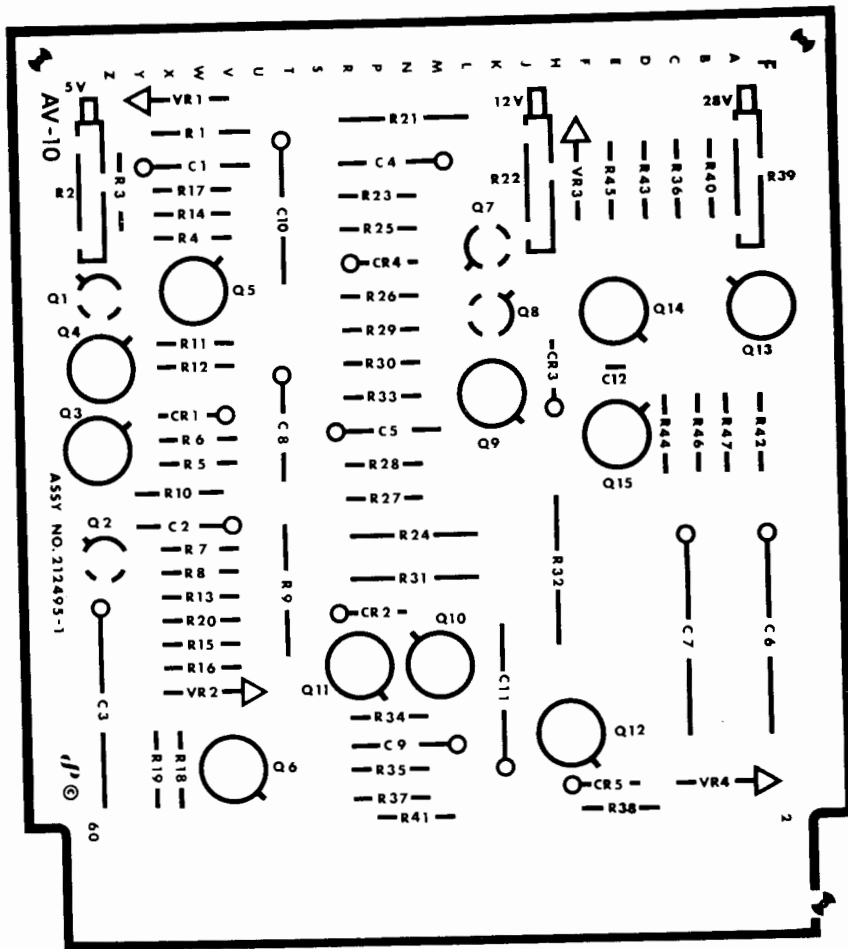 Z Y X W V U T S R P N M L K J H F E D C B A F
5V
VR1
12V
28V
AV-10
R1
R21
R2
R3
C1
C4
R22
VR3
R45
R43
R36
R40
R39
R17
R23
R14
C10
R25
Q7
R4
CR4
Q1
Q5
R26
Q8
Q14
Q4
R29
Q13
R11
R30
CR3
R12
C12
R33
Q3
CR1
C8
C5
Q9
R44
R46
R47
R42
R6
R5
R28
Q15
R10
R27
ASSY NO. 212495-1
Q2
C2
R24
R7
R9
R32
R8
R31
R13
CR2
Q10
R20
C7
C6
R15
R16
C11
VR2
Q11
C3
R34
Q12
C9
R19
R18
Q6
R35
CR5
VR4
©
R37
R38
R41
60
2